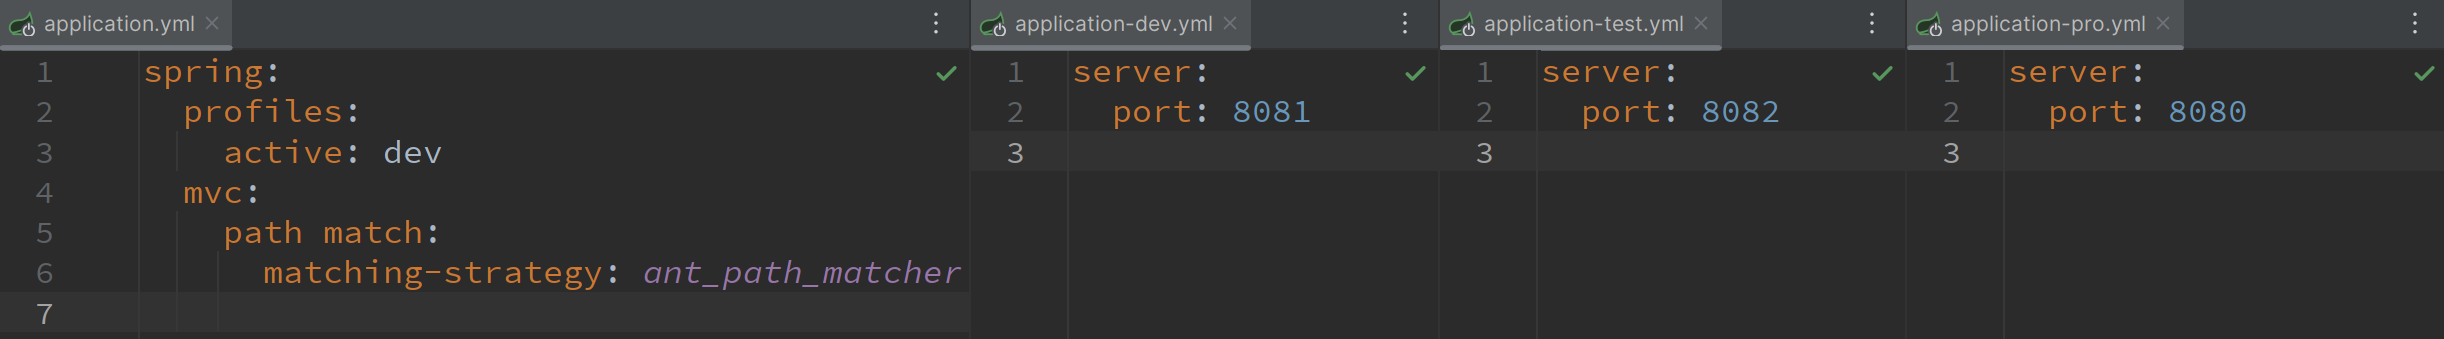 application.yml
1 spring:
2   profiles:
3     active: dev
4   mvc:
5     path match:
6       matching-strategy: ant_path_matcher
7
application-dev.yml
1 server:
2   port: 8081
3
application-test.yml
1 server:
2   port: 8082
3
application-pro.yml
1 server:
2   port: 8080
3